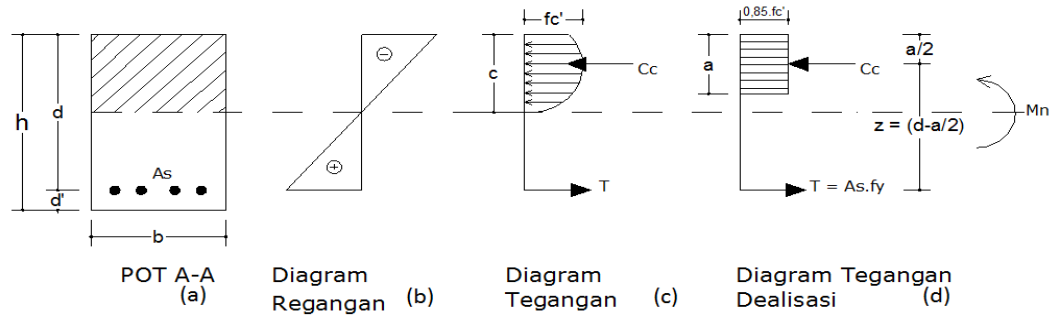 h
d
d'
As
b
POT A-A
(a)
⊖
⊕
Diagram
Regangan (b)
fc'
c
Cc
T
Diagram
Tegangan (c)
0,85.fc'
a
a/2
Cc
z = (d-a/2)
Mn
T = As.fy
Diagram Tegangan
Dealisasi (d)